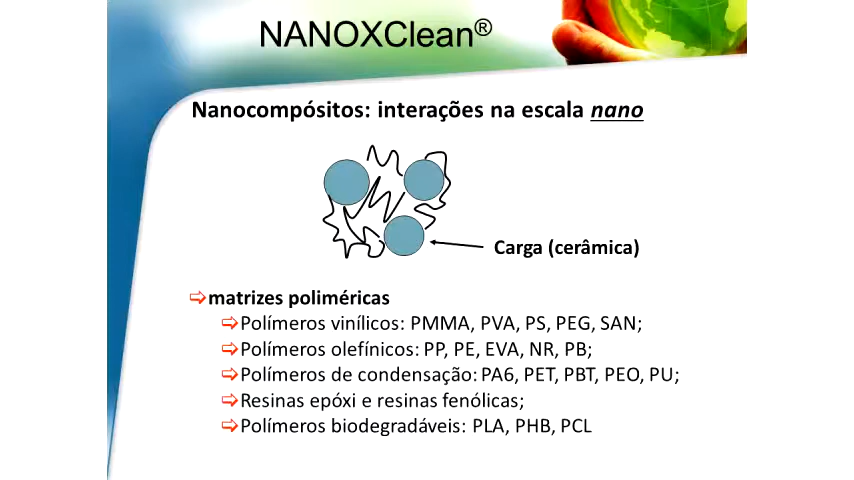 NANOXClean®
Nanocompósitos: interações na escala nano
Carga (cerâmica)
⇨matrizes poliméricas
⇨Polímeros vinílicos: PMMA, PVA, PS, PEG, SAN;
⇨Polímeros olefínicos: PP, PE, EVA, NR, PB;
⇨Polímeros de condensação: PA6, PET, PBT, PEO, PU;
⇨Resinas epóxi e resinas fenólicas;
⇨Polímeros biodegradáveis: PLA, PHB, PCL